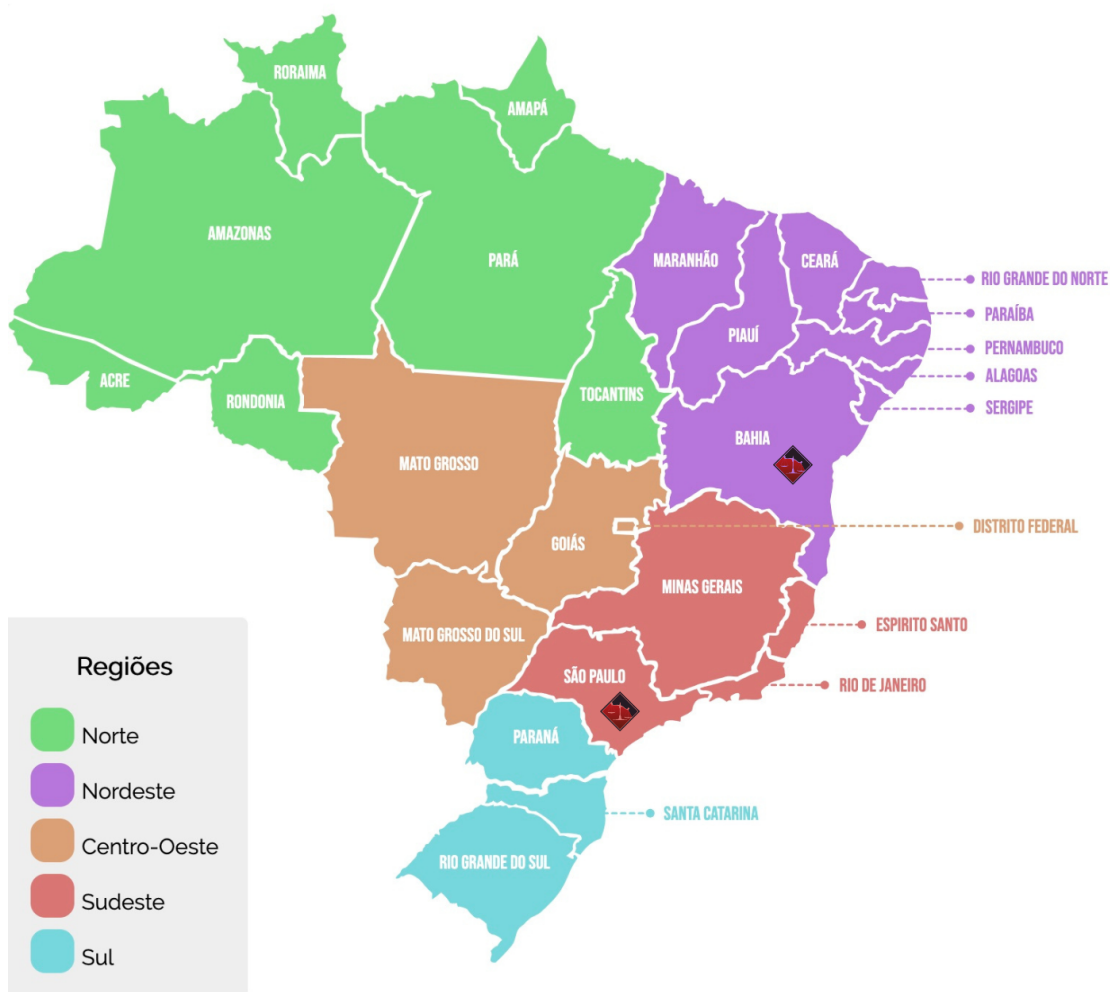 RORAIMA
AMAPÁ
AMAZONAS
PARÁ
MARANHÃO
CEARÁ
RIO GRANDE DO NORTE
PARAÍBA
PIAUÍ
PERNAMBUCO
ACRE
RONDONIA
TOCANTINS
ALAGOAS
SERGIPE
BAHIA
MATO GROSSO
DISTRITO FEDERAL
GOIÁS
MINAS GERAIS
ESPIRITO SANTO
MATO GROSSO DO SUL
SÃO PAULO
RIO DE JANEIRO
PARANÁ
SANTA CATARINA
RIO GRANDE DO SUL
Regiões
Norte
Nordeste
Centro-Oeste
Sudeste
Sul